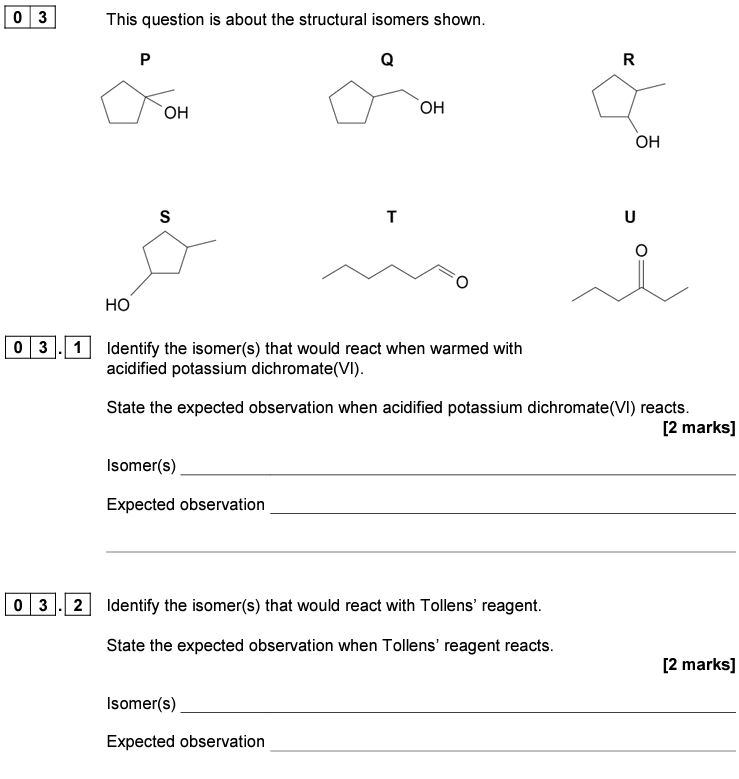 0 3 This question is about the structural isomers shown.
P Q R
OH OH OH
S T U
HO O O
0 3 . 1 Identify the isomer(s) that would react when warmed with
acidified potassium dichromate(VI).
State the expected observation when acidified potassium dichromate(VI) reacts.
[2 marks]
Isomer(s)
Expected observation
0 3 . 2 Identify the isomer(s) that would react with Tollens’ reagent.
State the expected observation when Tollens’ reagent reacts.
[2 marks]
Isomer(s)
Expected observation